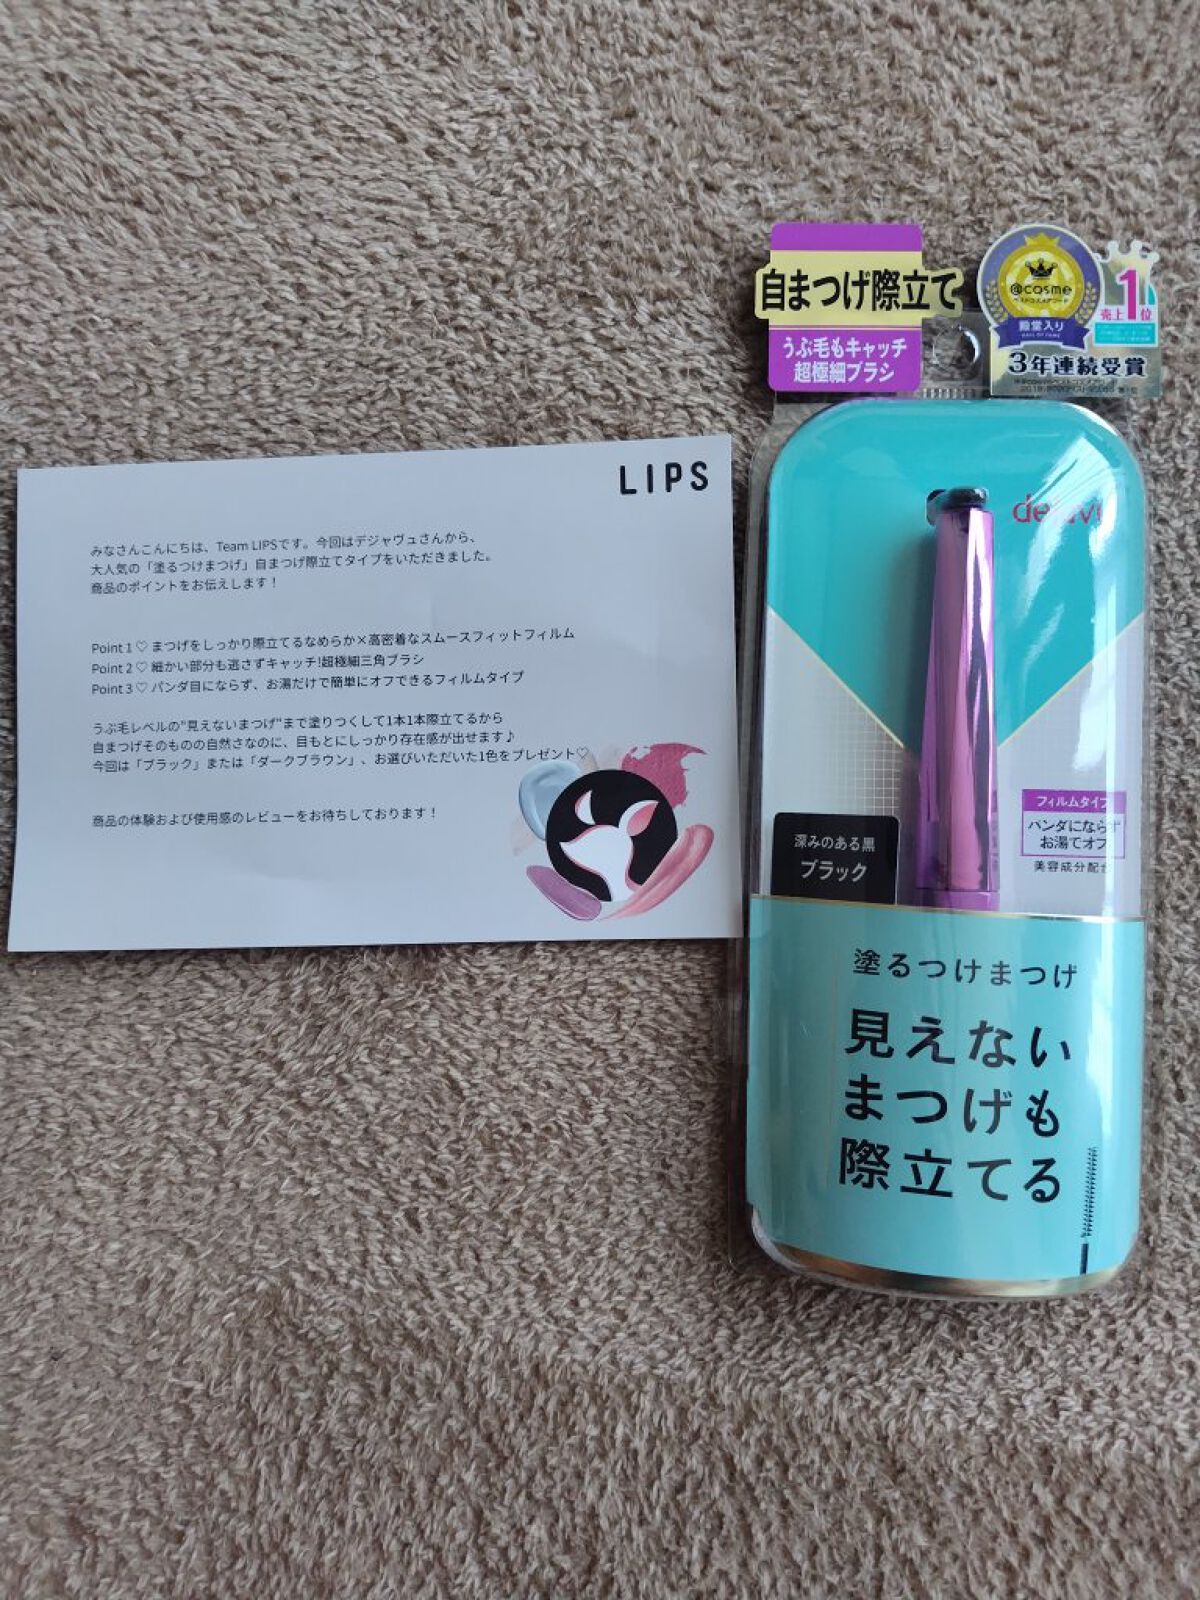 LIPS
みなさんこんにちは、Team LIPSです。今回はデジャヴュさんから、
大人気の「塗るつけまつげ」自まつげ際立てタイプをいただきました。
商品のポイントをお伝えします！
Point 1 ♡ まつげをしっかり際立てるなめらか×高密着なスムースフィットフィルム
Point 2 ♡ 細かい部分も逃さずキャッチ!超極細三角ブラシ
Point 3 ♡ パンダ目にならず、お湯だけで簡単にオフできるフィルムタイプ
うぶ毛レベルの"見えないまつげ"まで塗りつくして1本1本際立てるから
自まつげそのものの自然さなのに、目もとにしっかり存在感が出せます♪
今回は「ブラック」または「ダークブラウン」、お選びいただいた1色をプレゼント♡
商品の体験および使用感のレビューをお待ちしております！
自まつげ際立て
うぶ毛もキャッチ
超極細ブラシ
@cosme
ベストコスメアワード
殿堂入り
HALL OF FAME
3年連続受賞
売上1位
深みのある黒
ブラック
フィルムタイプ
パンダにならず
お湯でオフ
美容成分配合
塗るつけまつげ
見えない
まつげも
際立てる